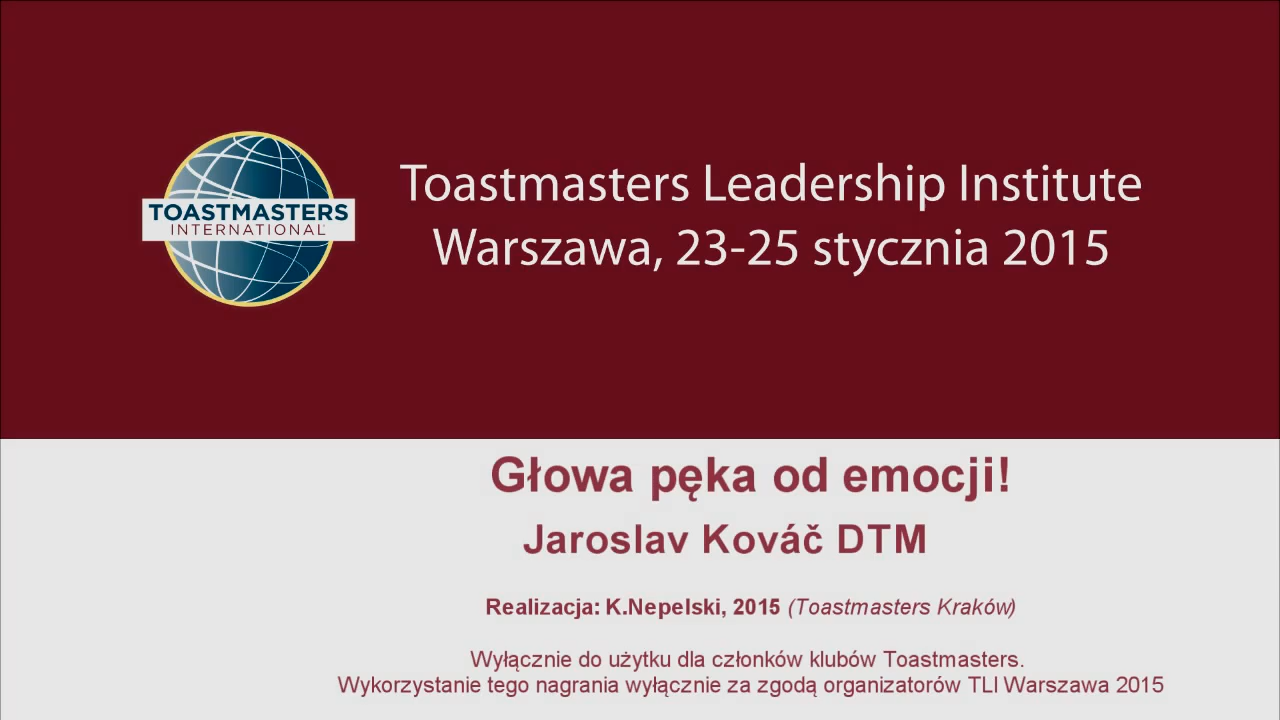 TOASTMASTERS
INTERNATIONAL
Toastmasters Leadership Institute
Warszawa, 23-25 stycznia 2015
Głowa pęka od emocji!
Jaroslav Kováč DTM
Realizacja: K.Nepelski, 2015 (Toastmasters Kraków)
Wyłącznie do użytku dla członków klubów Toastmasters.
Wykorzystanie tego nagrania wyłącznie za zgodą organizatorów TLI Warszawa 2015